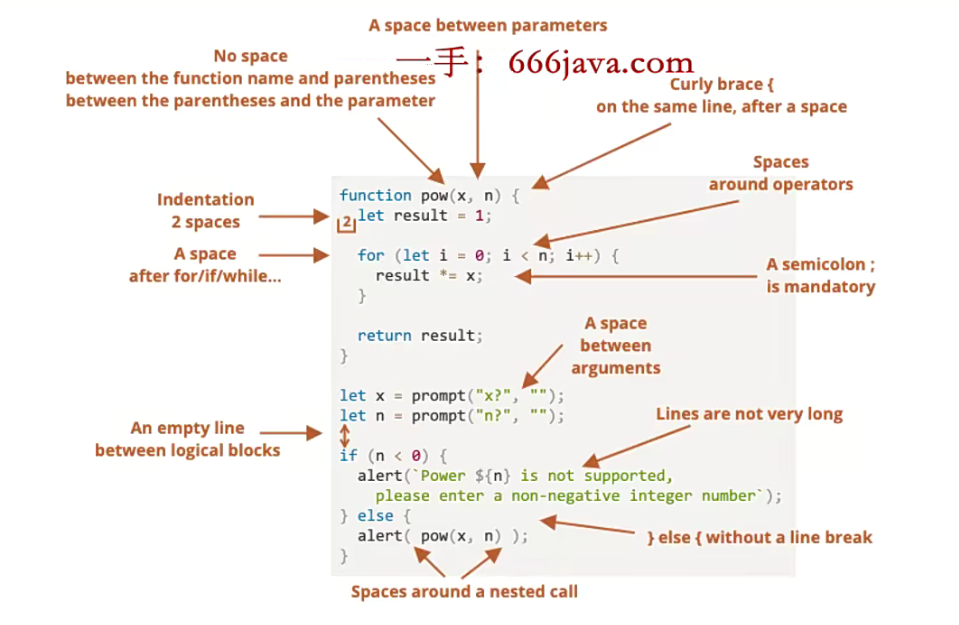 A space between parameters
一手：666java.com
No space
between the function name and parentheses
between the parentheses and the parameter
Curly brace {
on the same line, after a space
Spaces
around operators
Indentation
2 spaces
A space
after for/if/while...
A semicolon ;
is mandatory
function pow(x, n) {
2
let result = 1;
for (let i = 0; i < n; i++) {
result *= x;
}
return result;
}
A space
between
arguments
let x = prompt("x?", "");
let n = prompt("n?", "");
An empty line
between logical blocks
Lines are not very long
if (n < 0) {
alert(`Power ${n} is not supported,
please enter a non-negative integer number`);
} else {
alert( pow(x, n) );
}
} else { without a line break
Spaces around a nested call